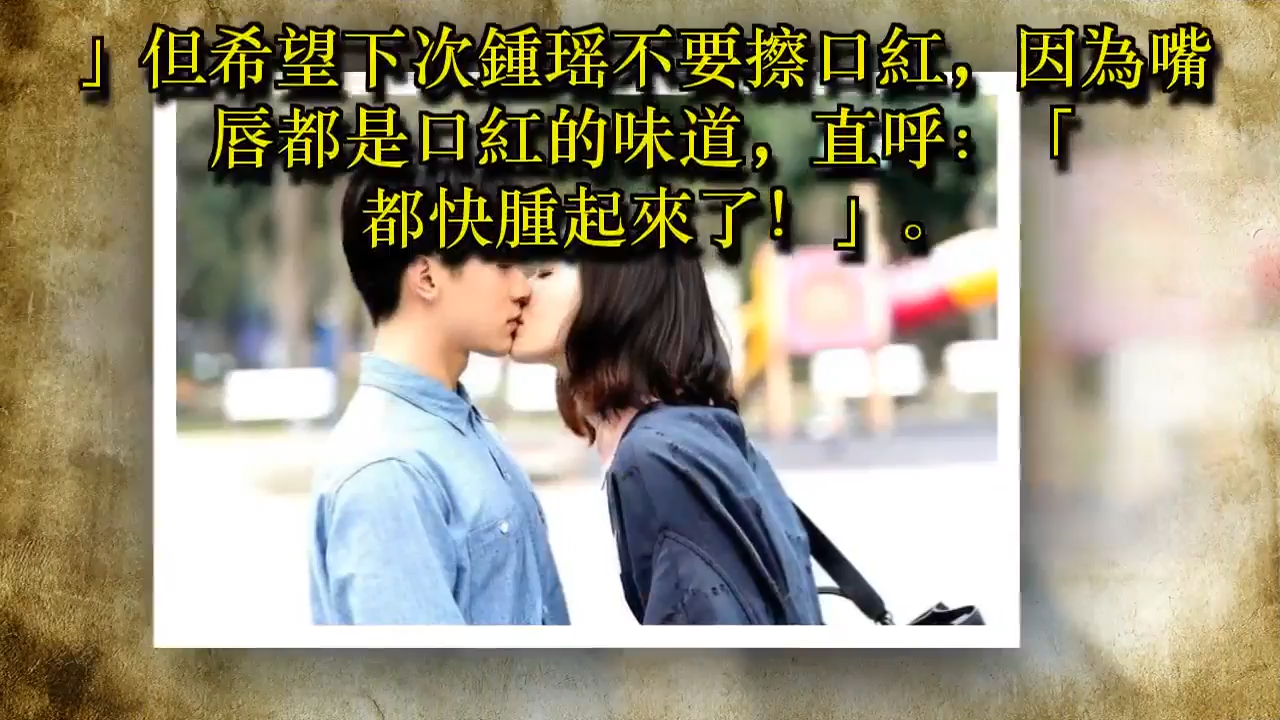 」但希望下次鍾瑶不要擦口紅，因為嘴
唇都是口紅的味道，直呼：「
都快腫起來了！」。